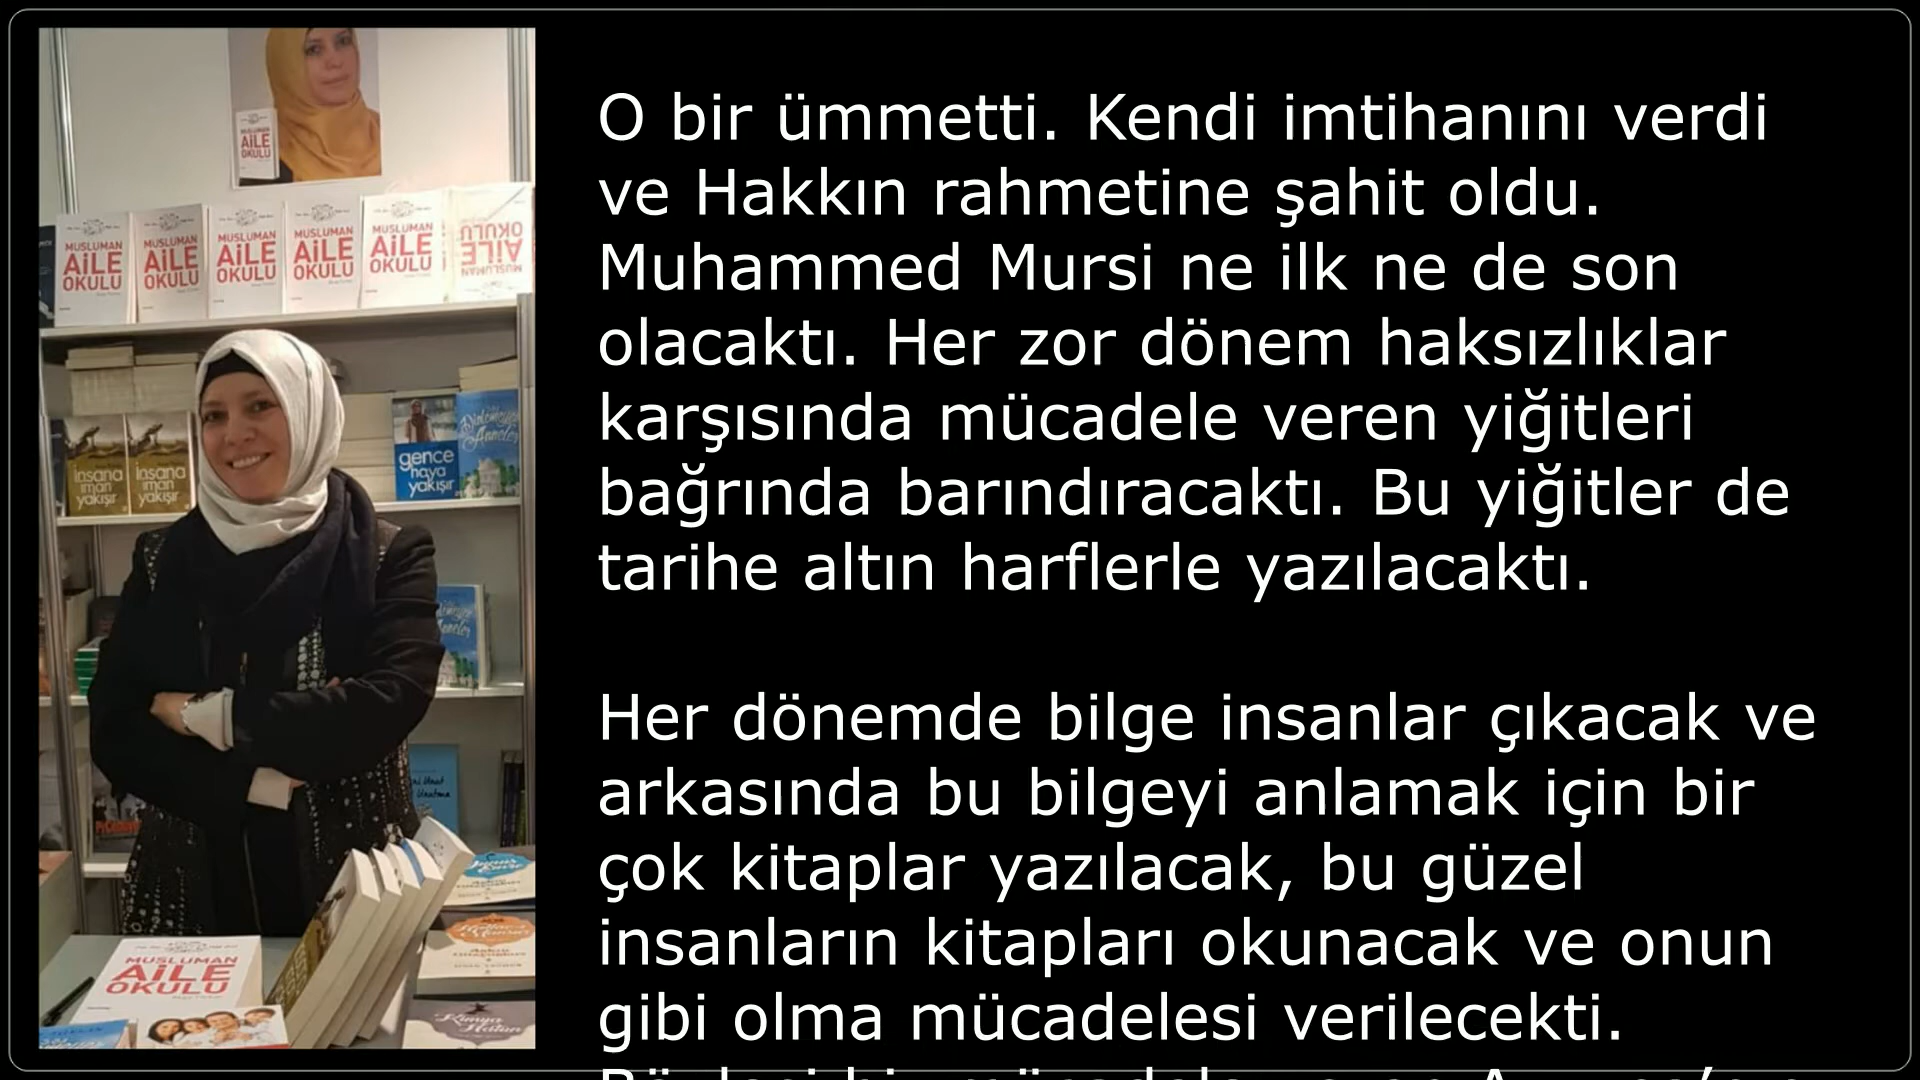 MÜSLÜMAN
AİLE
OKULU
MÜSLÜMAN
AİLE
OKULU
MÜSLÜMAN
AİLE
OKULU
MÜSLÜMAN
AİLE
OKULU
MÜSLÜMAN
AİLE
OKULU
MÜSLÜMAN
AİLE
OKULU
MÜSLÜMAN
AİLE
OKULU
insana
iman
yakışır
insana
iman
yakışır
gence
haya
yakışır
Anneler
Anneler
MÜSLÜMAN
AİLE
OKULU
O bir ümmetti. Kendi imtihanını verdi
ve Hakkın rahmetine şahit oldu.
Muhammed Mursi ne ilk ne de son
olacaktı. Her zor dönem haksızlıklar
karşısında mücadele veren yiğitleri
bağrında barındıracaktı. Bu yiğitler de
tarihe altın harflerle yazılacaktı.
Her dönemde bilge insanlar çıkacak ve
arkasında bu bilgeyi anlamak için bir
çok kitaplar yazılacak, bu güzel
insanların kitapları okunacak ve onun
gibi olma mücadelesi verilecekti.